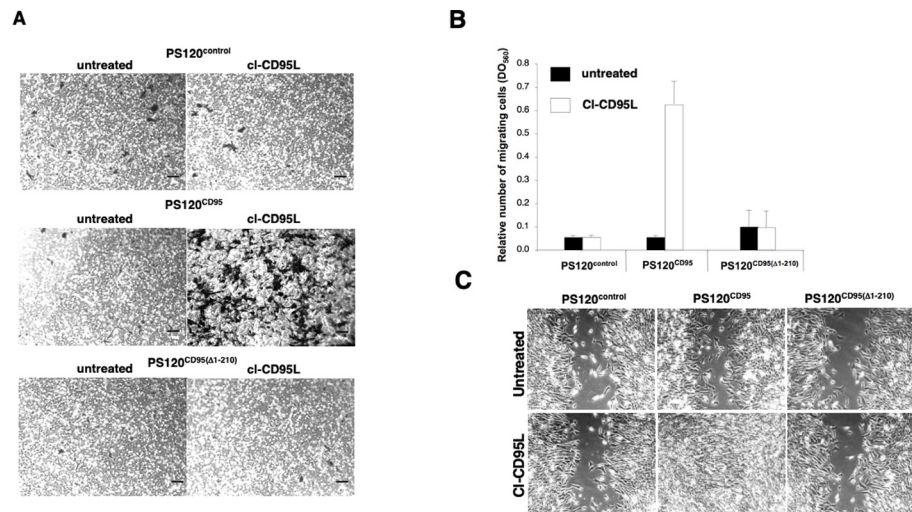 A
PS120control
untreated cl-CD95L
PS120CD95
untreated cl-CD95L
PS120CD95(Δ1-210)
untreated cl-CD95L
B
Relative number of migrating cells (DO560)
0.8
0.7
0.6
0.5
0.4
0.3
0.2
0.1
0.0
untreated
Cl-CD95L
PS120control PS120CD95 PS120CD95(Δ1-210)
C
PS120control PS120CD95 PS120CD95(Δ1-210)
Untreated
Cl-CD95L